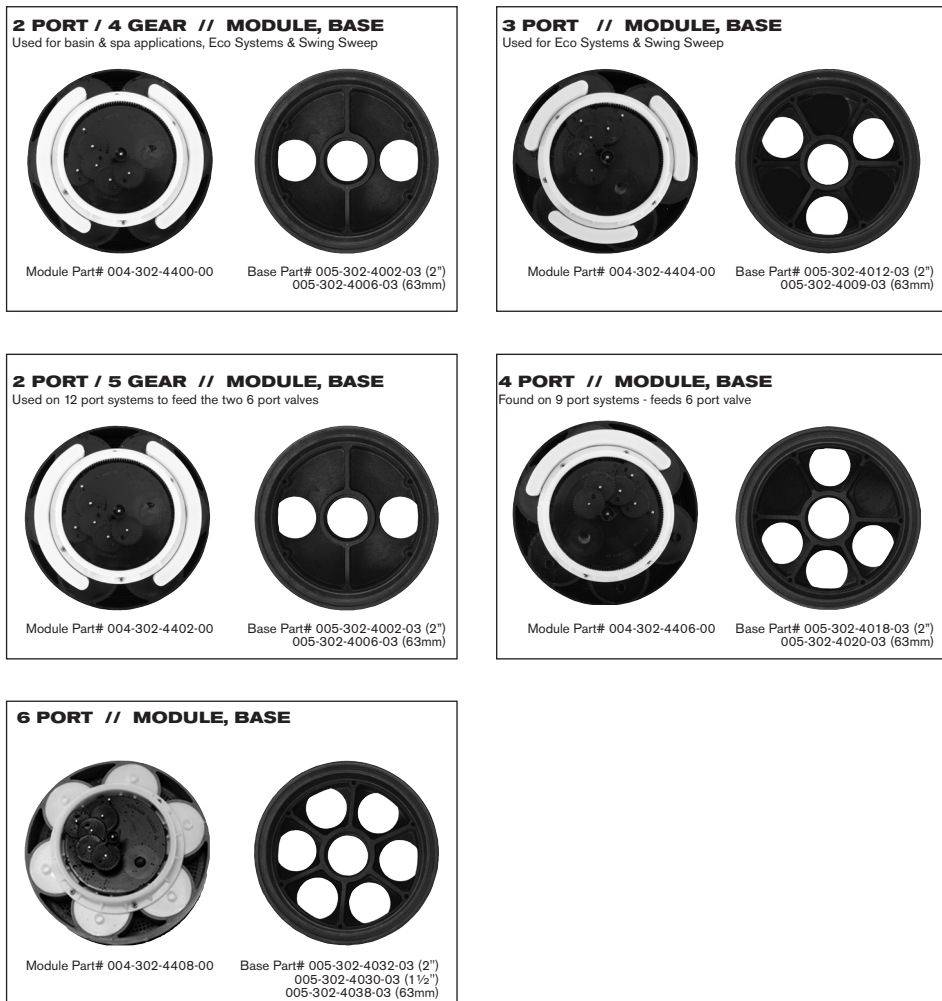 2 PORT / 4 GEAR // MODULE, BASE
Used for basin & spa applications, Eco Systems & Swing Sweep
Module Part# 004-302-4400-00
Base Part# 005-302-4002-03 (2")
005-302-4006-03 (63mm)
3 PORT // MODULE, BASE
Used for Eco Systems & Swing Sweep
Module Part# 004-302-4404-00
Base Part# 005-302-4012-03 (2")
005-302-4009-03 (63mm)
2 PORT / 5 GEAR // MODULE, BASE
Used on 12 port systems to feed the two 6 port valves
Module Part# 004-302-4402-00
Base Part# 005-302-4002-03 (2")
005-302-4006-03 (63mm)
4 PORT // MODULE, BASE
Found on 9 port systems - feeds 6 port valve
Module Part# 004-302-4406-00
Base Part# 005-302-4018-03 (2")
005-302-4020-03 (63mm)
6 PORT // MODULE, BASE
Module Part# 004-302-4408-00
Base Part# 005-302-4032-03 (2")
005-302-4030-03 (1½")
005-302-4038-03 (63mm)